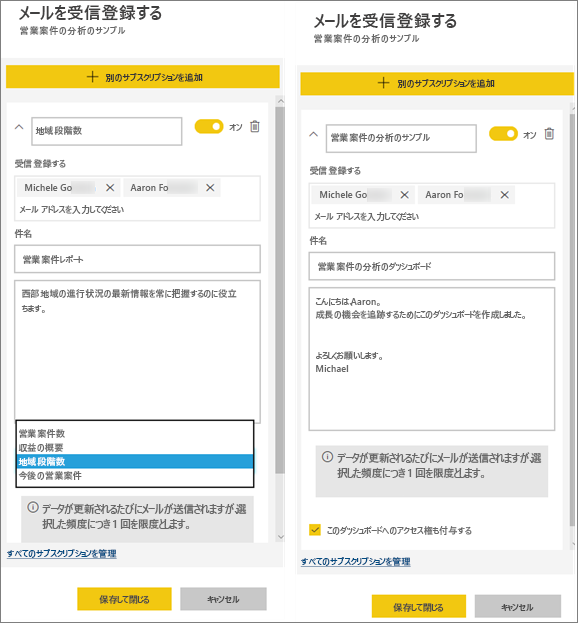 メールを受信登録する
営業案件の分析のサンプル
＋ 別のサブスクリプションを追加
地域段階数
オン
受信登録する
Michele Go
Aaron Fo
メール アドレスを入力してください
件名
営業案件レポート
西部地域の進行状況の最新情報を常に把握するのに役立
ちます。
営業案件数
収益の概要
地域段階数
今後の営業案件
データが更新されるたびにメールが送信されますが、選
択した頻度につき 1 回を限度とします。
すべてのサブスクリプションを管理
保存して閉じる
キャンセル
メールを受信登録する
営業案件の分析のサンプル
＋ 別のサブスクリプションを追加
営業案件の分析のサンプル
オン
受信登録する
Michele Go
Aaron Fo
メール アドレスを入力してください
件名
営業案件の分析のダッシュボード
こんにちは、Aaron。
成長の機会を追跡するためにこのダッシュボードを作成しました。
よろしくお願いします。
Michael
データが更新されるたびにメールが送信されますが、選
択した頻度につき 1 回を限度とします。
このダッシュボードへのアクセス権も付与する
すべてのサブスクリプションを管理
保存して閉じる
キャンセル